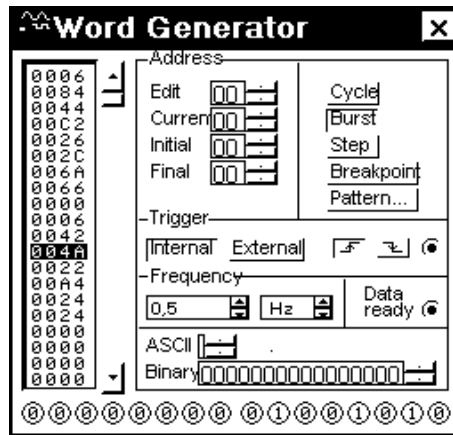 Word Generator
Address
Edit 00
Curren 00
Initial 00
Final 00
Cycle
Burst
Step
Breakpoint
Pattern...
Trigger
Internal External
Frequency
0,5 Hz
Data
ready
ASCII
Binary 0000000000000000
0006
0084
0044
00C2
0026
002C
006A
0066
0000
0006
0042
004A
0022
00A4
0024
0024
0000
0000
0000
0000
0 0 0 0 0 0 0 0 0 1 0 0 1 0 1 0